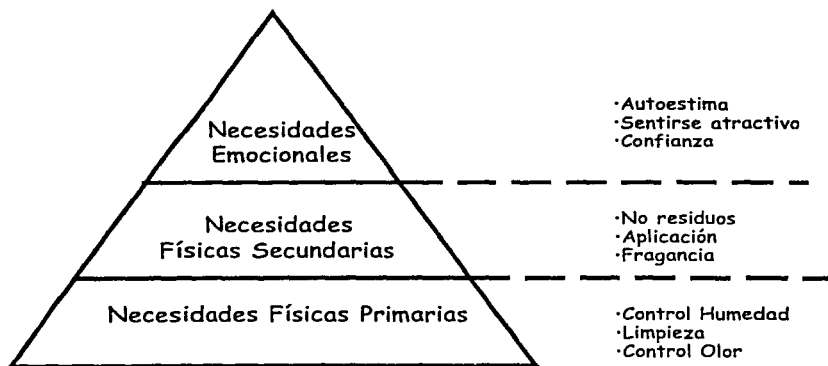 Necesidades
Emocionales
·Autoestima
·Sentirse atractivo
·Confianza
Necesidades
Físicas Secundarias
·No residuos
·Aplicación
·Fragancia
Necesidades Físicas Primarias
·Control Humedad
·Limpieza
·Control Olor